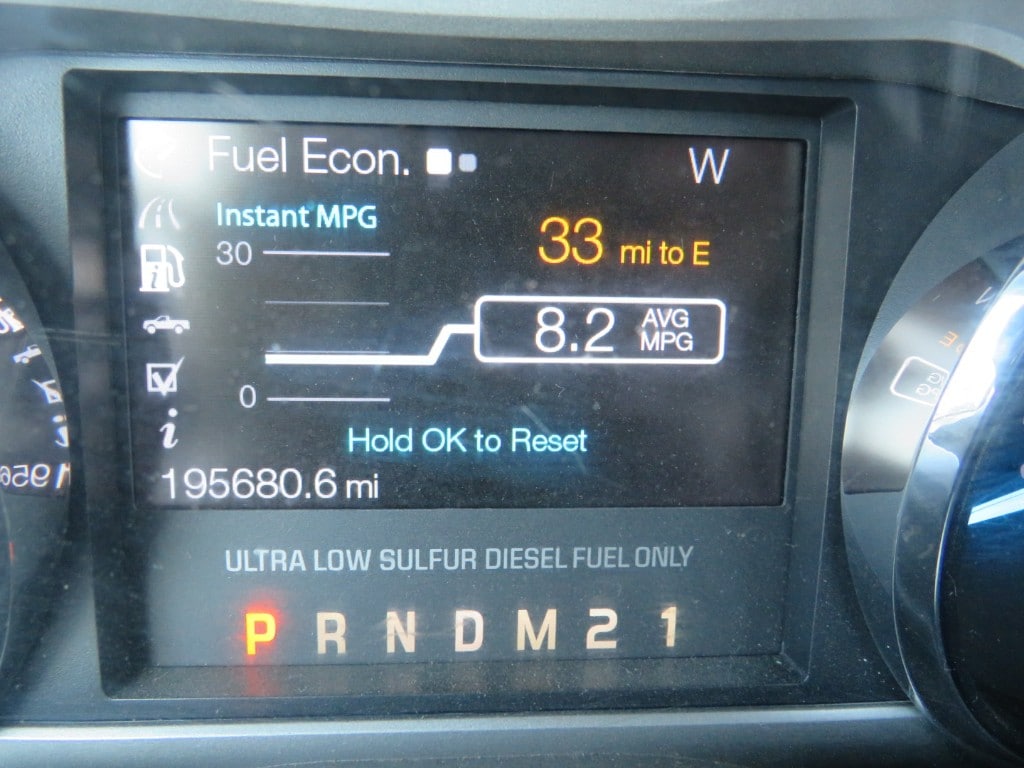 Fuel Econ. W
Instant MPG
30
33 mi to E
8.2 AVG MPG
0
Hold OK to Reset
195680.6 mi
ULTRA LOW SULFUR DIESEL FUEL ONLY
P R N D M 2 1